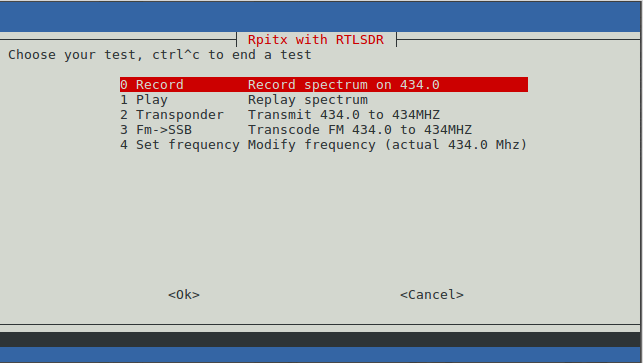 Rpitx with RTLSDR
Choose your test, ctrl^c to end a test
0 Record Record spectrum on 434.0
1 Play Replay spectrum
2 Transponder Transmit 434.0 to 434MHZ
3 Fm->SSB Transcode FM 434.0 to 434MHZ
4 Set frequency Modify frequency (actual 434.0 Mhz)
<Ok> <Cancel>